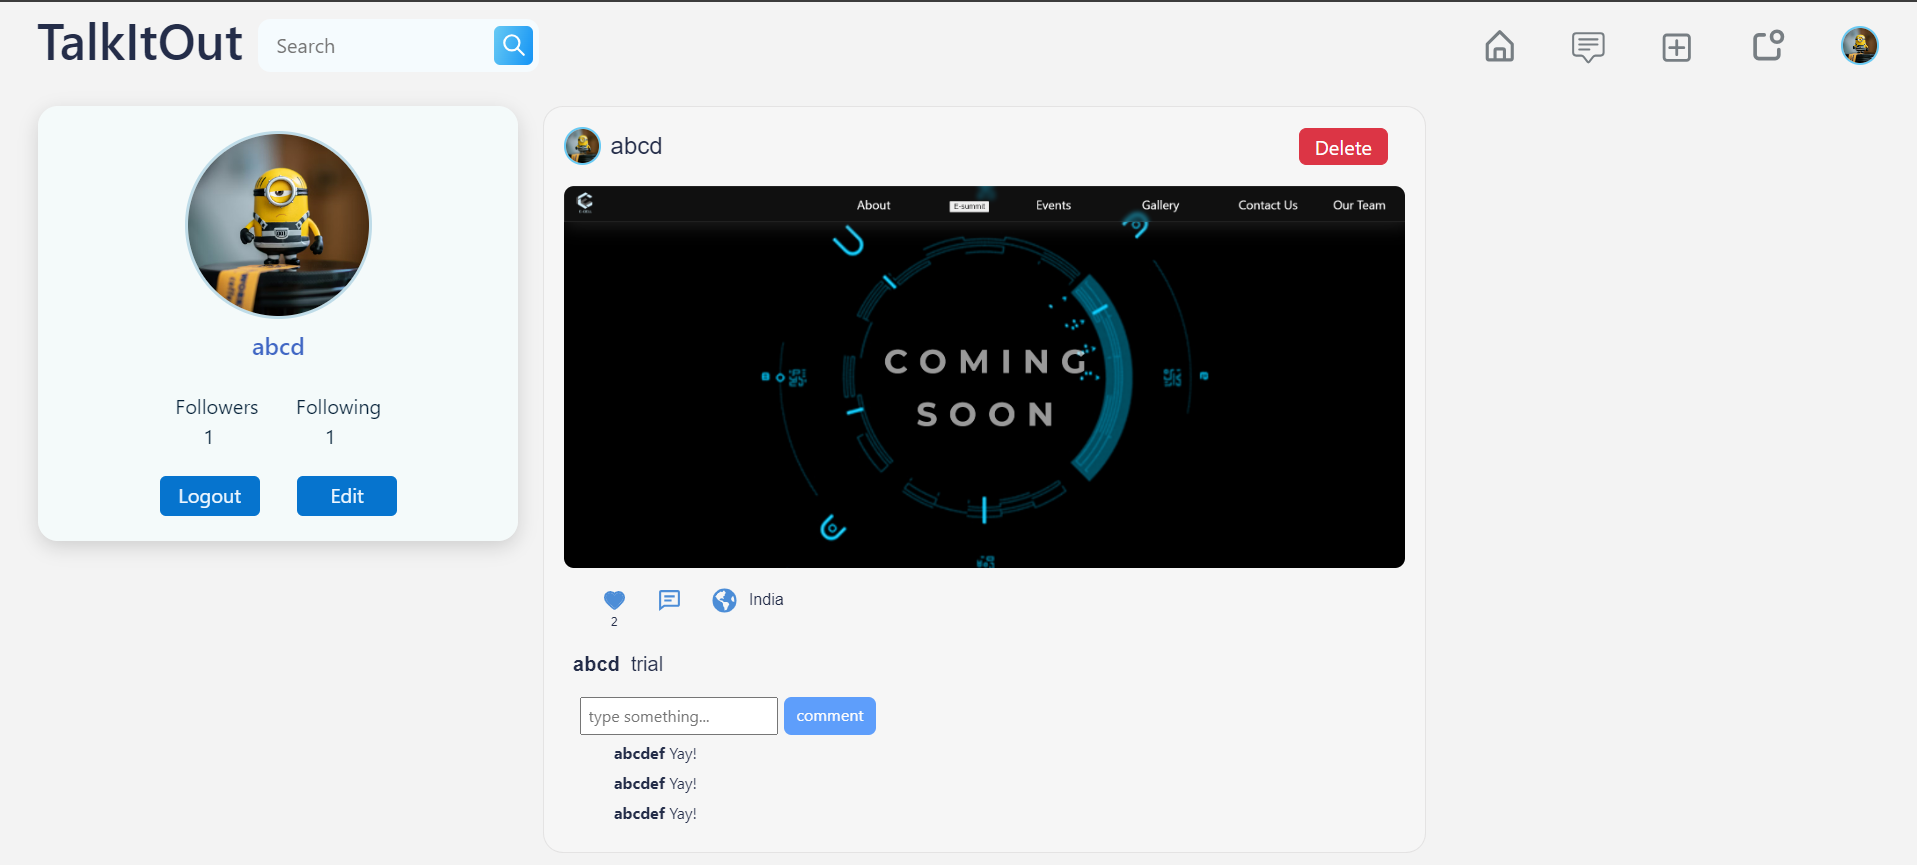 TalkItOut
Search
abcd
Followers Following
1 1
Logout Edit
abcd
Delete
About E-summit Events Gallery Contact Us Our Team
COMING
SOON
2
India
abcd trial
type something...
comment
abcdef Yay!
abcdef Yay!
abcdef Yay!